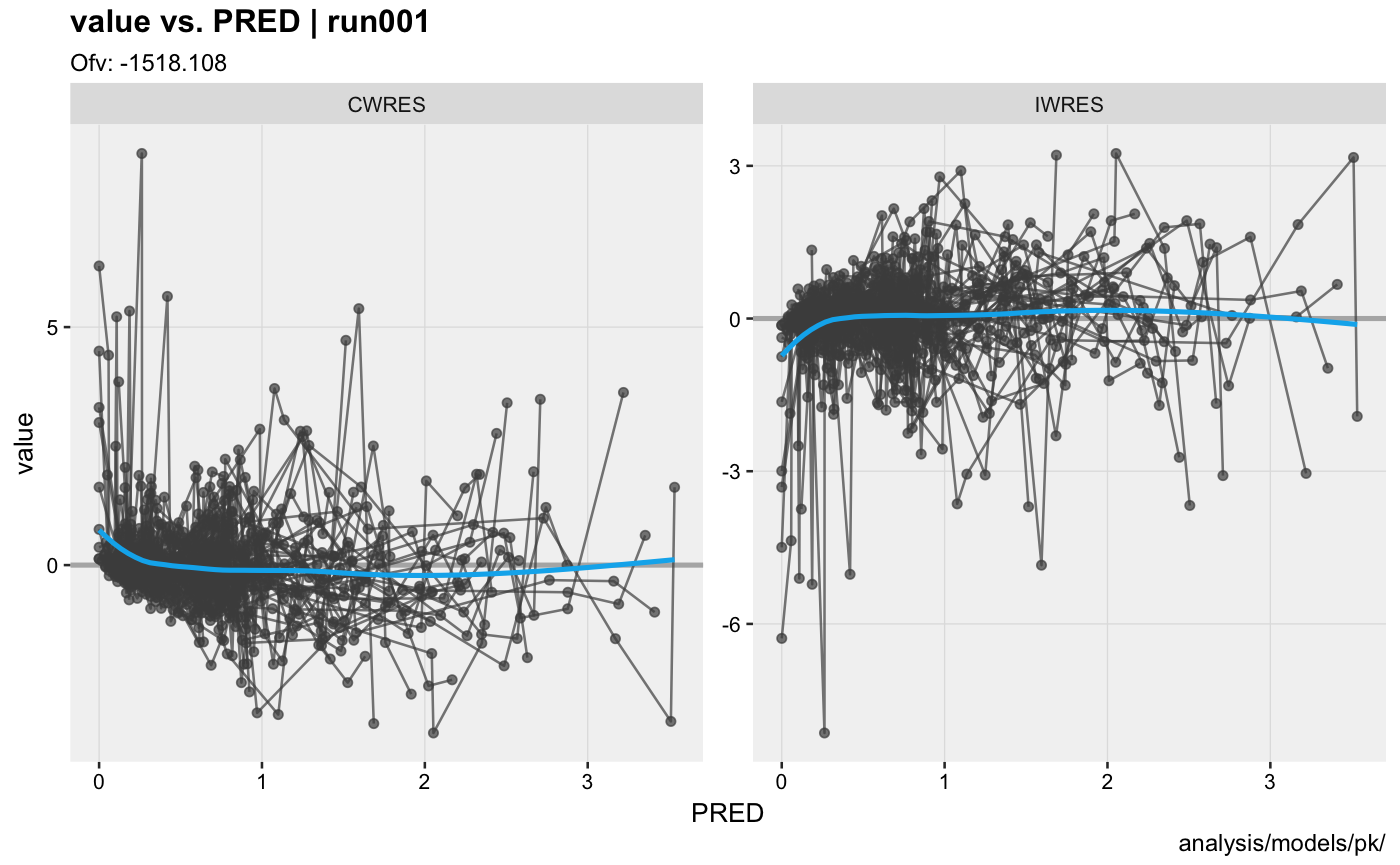 value vs. PRED | run001
Ofv: -1518.108
CWRES
IWRES
5
0
3
0
-3
-6
value
0
1
2
3
0
1
2
3
PRED
analysis/models/pk/